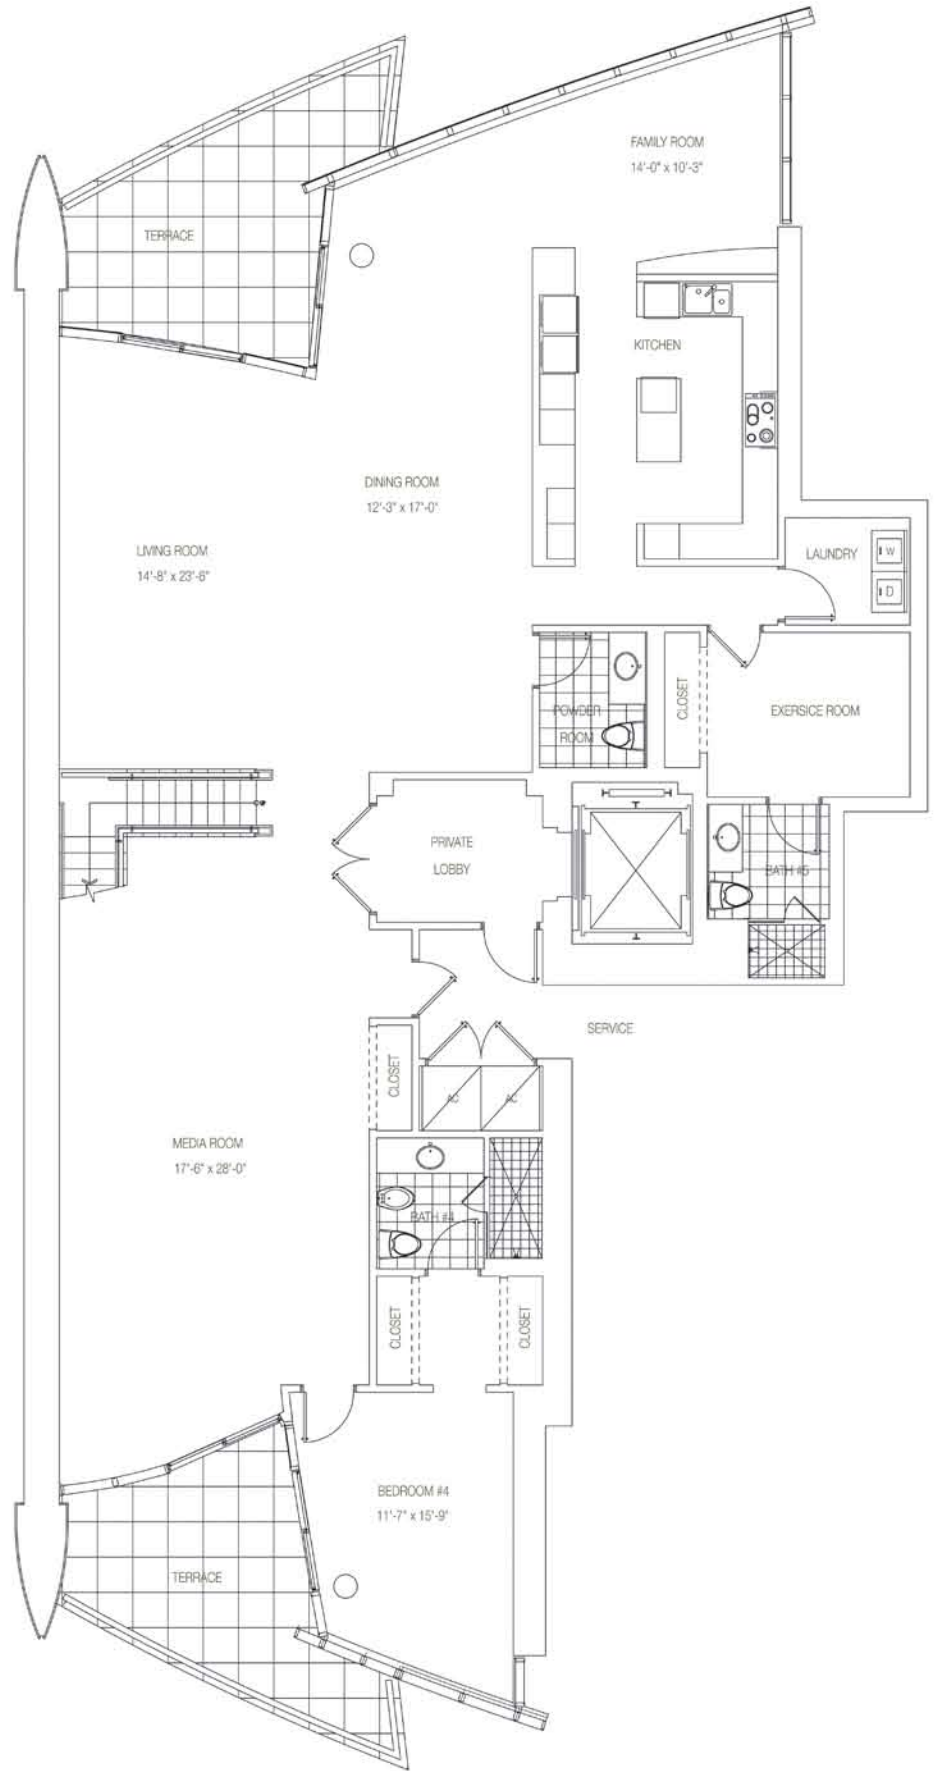 FAMILY ROOM
14'-0" x 10'-3"
TERRACE
KITCHEN
DINING ROOM
12'-3" x 17'-0"
LIVING ROOM
14'-8" x 23'-6"
LAUNDRY
W
D
CLOSET
POWDER
ROOM
EXERSICE ROOM
PRIVATE
LOBBY
BATH #5
SERVICE
CLOSET
AC
AC
MEDIA ROOM
17'-6" x 28'-0"
BATH #4
CLOSET
CLOSET
BEDROOM #4
11'-7" x 15'-9"
TERRACE